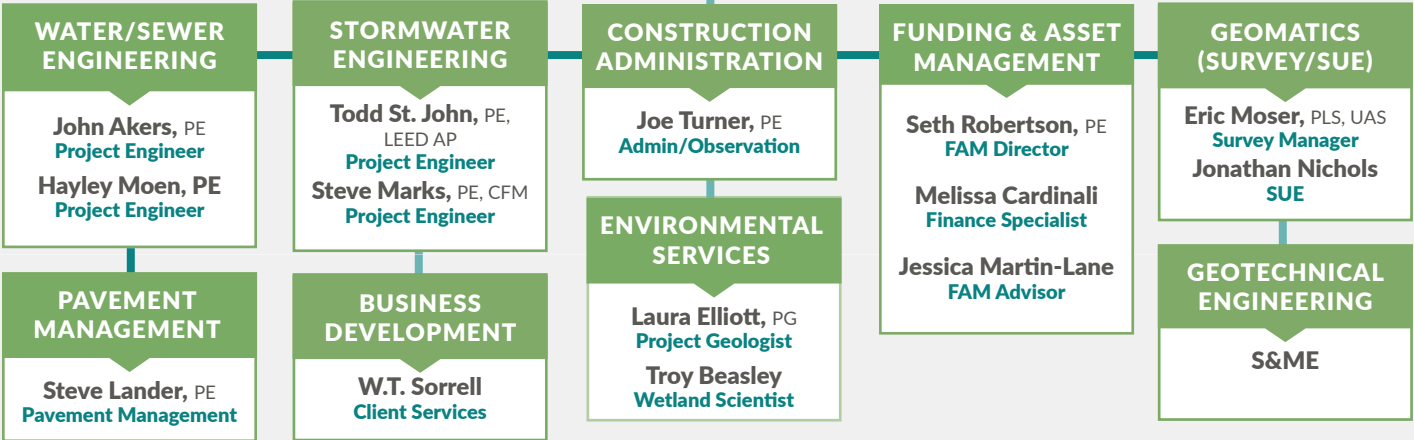 WATER/SEWER
ENGINEERING
John Akers, PE
Project Engineer
Hayley Moen, PE
Project Engineer
PAVEMENT
MANAGEMENT
Steve Lander, PE
Pavement Management
STORMWATER
ENGINEERING
Todd St. John, PE,
LEED AP
Project Engineer
Steve Marks, PE, CFM
Project Engineer
BUSINESS
DEVELOPMENT
W.T. Sorrell
Client Services
CONSTRUCTION
ADMINISTRATION
Joe Turner, PE
Admin/Observation
ENVIRONMENTAL
SERVICES
Laura Elliott, PG
Project Geologist
Troy Beasley
Wetland Scientist
FUNDING & ASSET
MANAGEMENT
Seth Robertson, PE
FAM Director
Melissa Cardinali
Finance Specialist
Jessica Martin-Lane
FAM Advisor
GEOMATICS
(SURVEY/SUE)
Eric Moser, PLS, UAS
Survey Manager
Jonathan Nichols
SUE
GEOTECHNICAL
ENGINEERING
S&ME